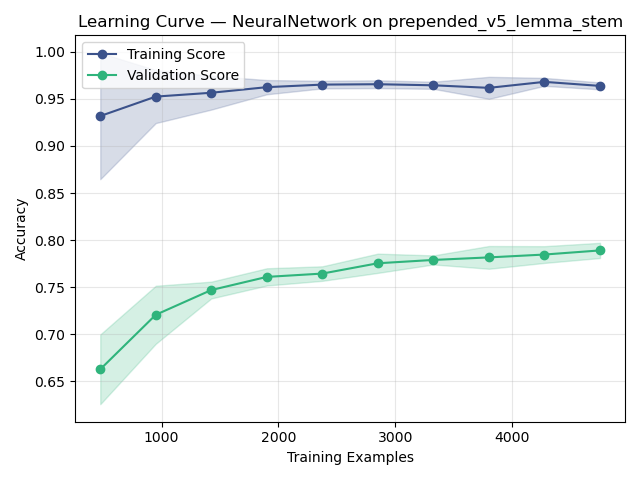 Learning Curve — NeuralNetwork on prepended_v5_lemma_stem
Training Score
Validation Score
1.00
0.95
0.90
0.85
0.80
0.75
0.70
0.65
Accuracy
1000
2000
3000
4000
Training Examples